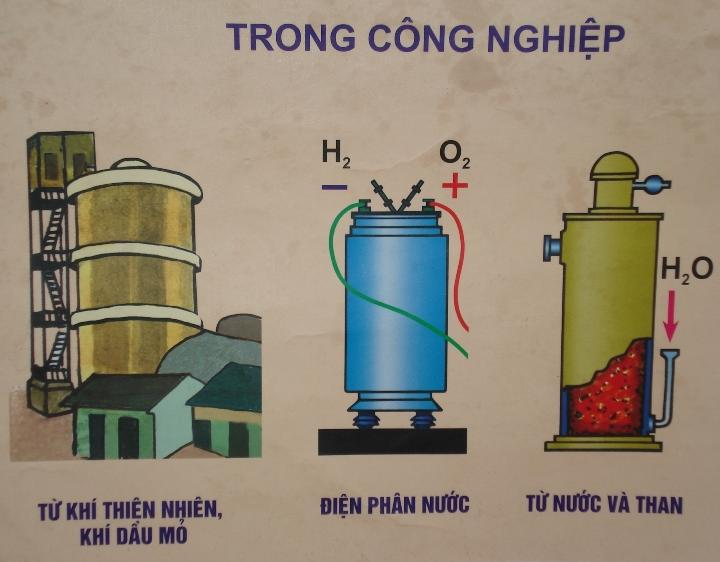 TRONG CÔNG NGHIỆP
H₂ O₂
− +
H₂O
TỪ KHÍ THIÊN NHIÊN,
KHÍ DẦU MỎ
ĐIỆN PHÂN NƯỚC
TỪ NƯỚC VÀ THAN